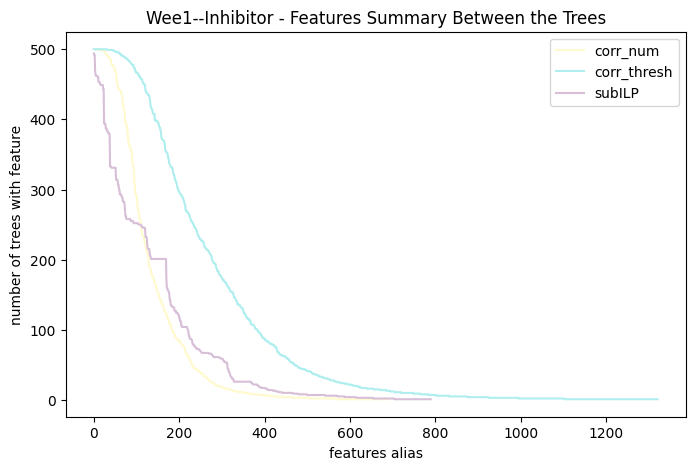 Wee1--Inhibitor - Features Summary Between the Trees
corr_num
corr_thresh
subILP
number of trees with feature
500
400
300
200
100
0
0 200 400 600 800 1000 1200
features alias